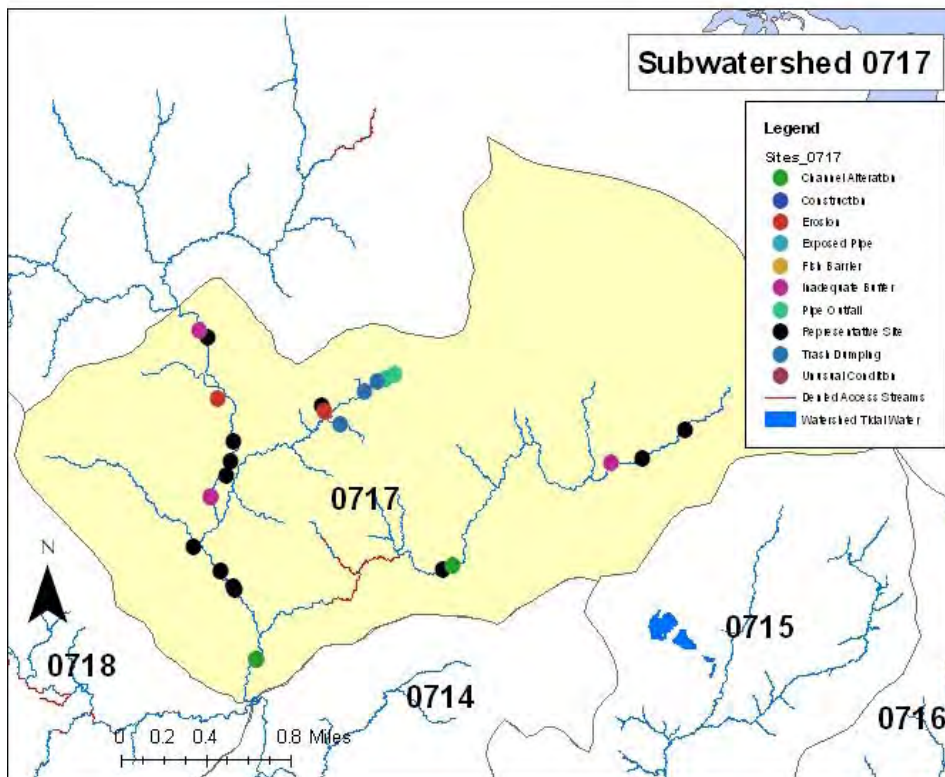 Subwatershed 0717
Legend
Sites_0717
Channel Alteration
Construction
Erosion
Exposed Pipe
Fish Barrier
Inadequate Buffer
Pipe Outfall
Representative Site
Trash Dumping
Unusual Condition
Denied Access Streams
Watershed Tidal Water
0717
N
0715
0718
0714
0716
0 0.2 0.4 0.8 Miles